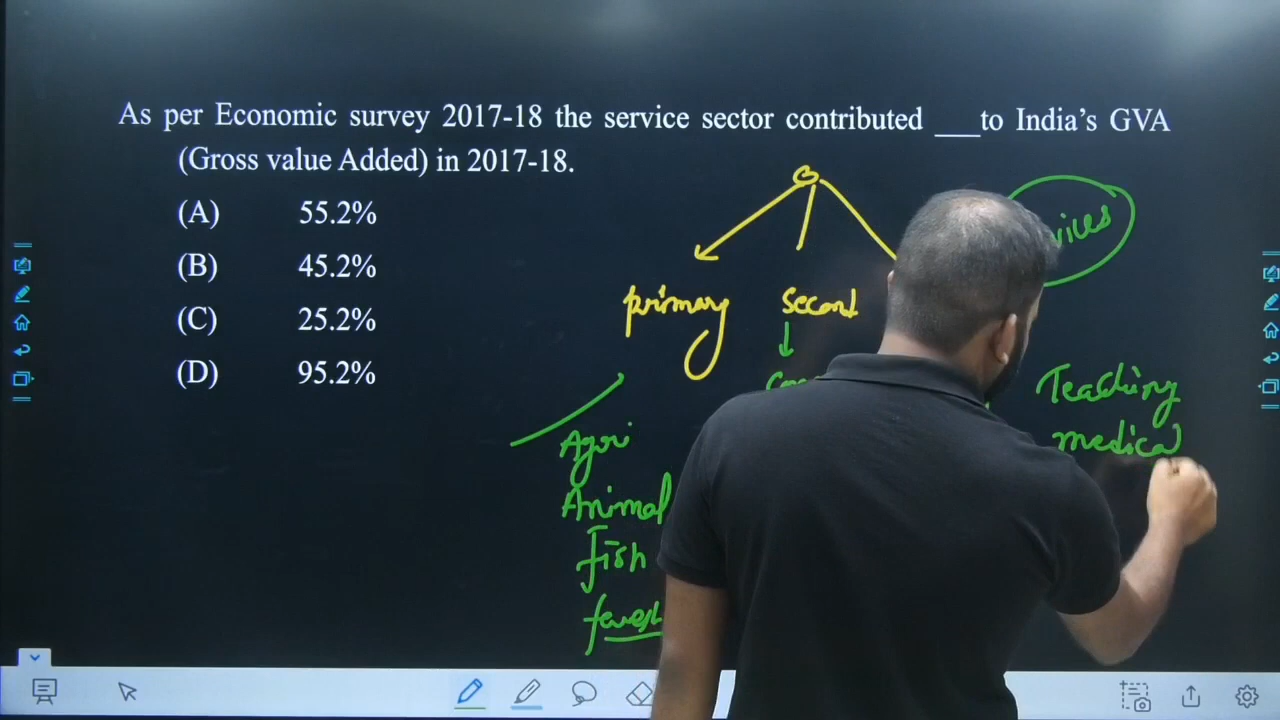 As per Economic survey 2017-18 the service sector contributed ___to India's GVA
(Gross value Added) in 2017-18.
(A) 55.2%
(B) 45.2%
(C) 25.2%
(D) 95.2%
primary
Second
Teaching
medical
Agri
Animal
fish